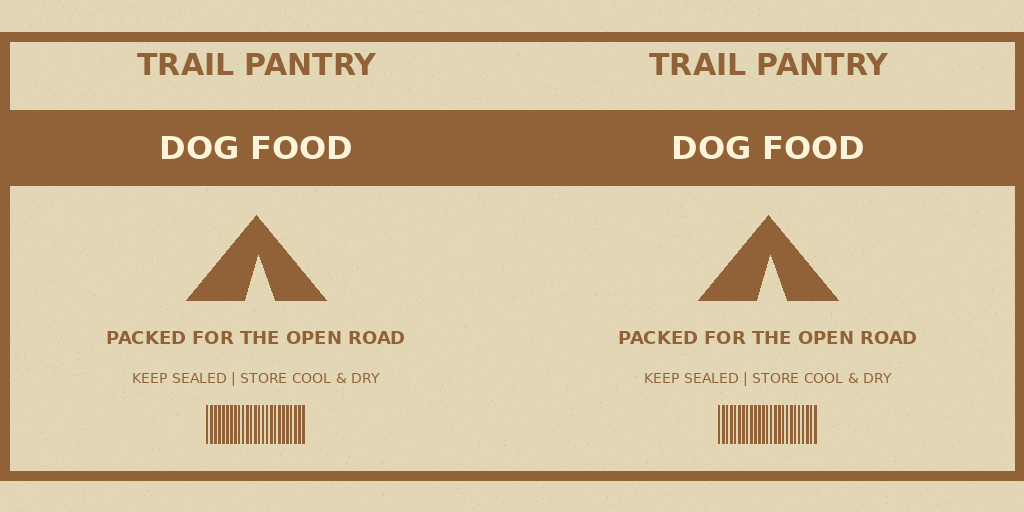 TRAIL PANTRY
DOG FOOD
PACKED FOR THE OPEN ROAD
KEEP SEALED | STORE COOL & DRY
TRAIL PANTRY
DOG FOOD
PACKED FOR THE OPEN ROAD
KEEP SEALED | STORE COOL & DRY